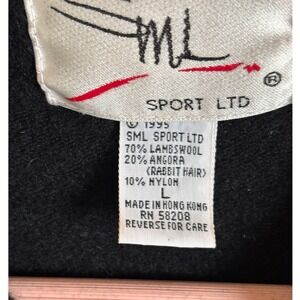 SML
®
SPORT LTD
© 1995
SML SPORT LTD
70% LAMBSWOOL
20% ANGORA
(RABBIT HAIR)
10% NYLON
L
MADE IN HONG KONG
RN 58208
REVERSE FOR CARE